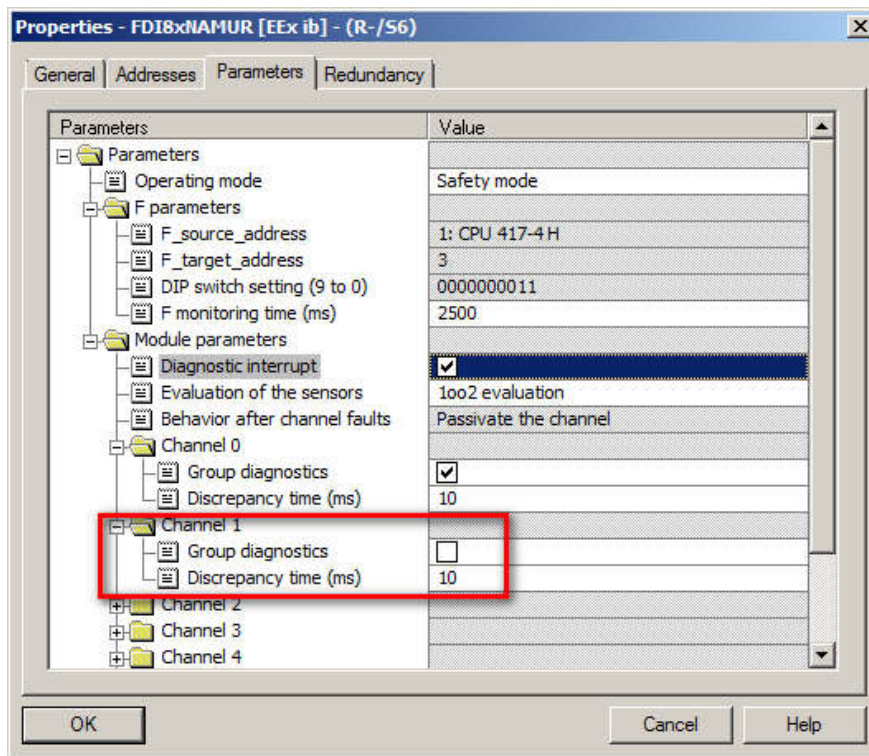 Properties - FDI8xNAMUR [EEx ib] - (R-/S6)
General Addresses Parameters Redundancy
Parameters Value
Parameters
Operating mode Safety mode
F parameters
F_source_address 1: CPU 417-4 H
F_target_address 3
DIP switch setting (9 to 0) 0000000011
F monitoring time (ms) 2500
Module parameters
Diagnostic interrupt
Evaluation of the sensors 1oo2 evaluation
Behavior after channel faults Passivate the channel
Channel 0
Group diagnostics
Discrepancy time (ms) 10
Channel 1
Group diagnostics
Discrepancy time (ms) 10
Channel 2
Channel 3
Channel 4
OK Cancel Help